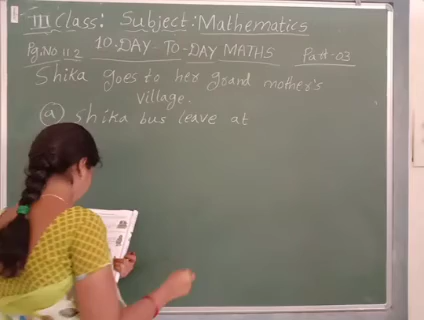 III Class: Subject: Mathematics
Pg.No 112 10-DAY-TO-DAY MATHS Part-03
Shika goes to her grand mother's
village.
(a) Shika bus leave at